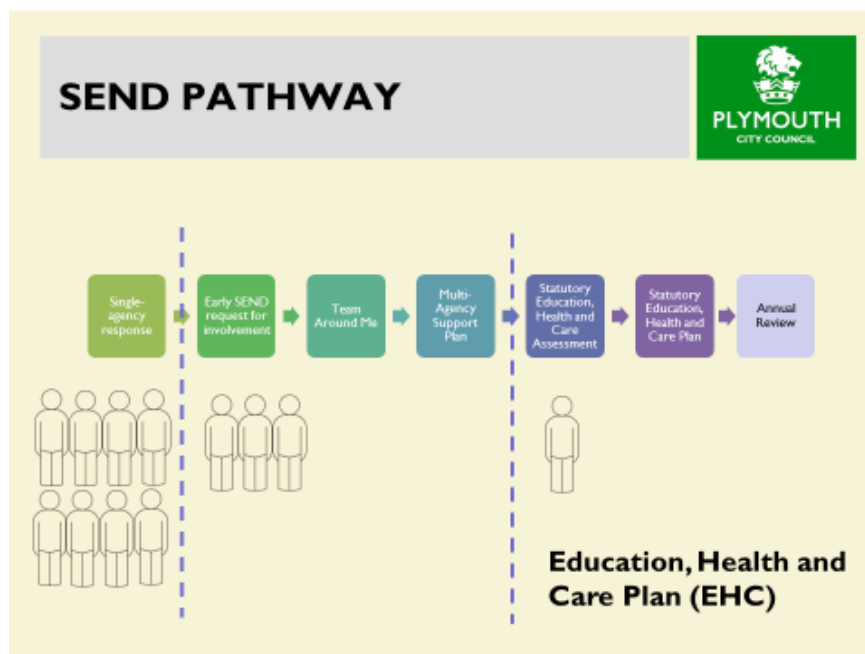 SEND PATHWAY
PLYMOUTH
CITY COUNCIL
Single-
agency
response
Early SEND
request for
involvement
Team
Around Me
Multi-
Agency
Support
Plan
Statutory
Education,
Health and
Care
Assessment
Statutory
Education,
Health and
Care Plan
Annual
Review
Education, Health and
Care Plan (EHC)